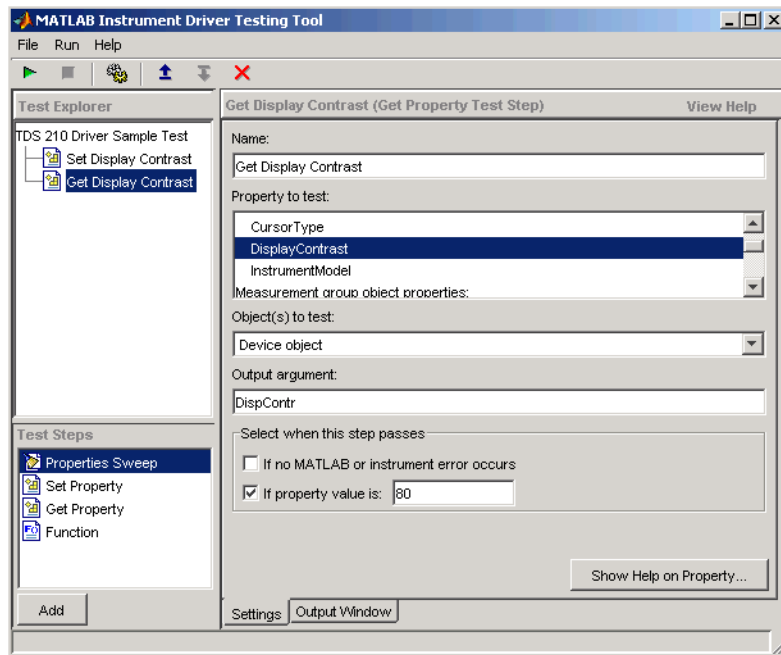 MATLAB Instrument Driver Testing Tool
File Run Help
Test Explorer
TDS 210 Driver Sample Test
Set Display Contrast
Get Display Contrast
Test Steps
Properties Sweep
Set Property
Get Property
Function
Add
Get Display Contrast (Get Property Test Step) View Help
Name:
Get Display Contrast
Property to test:
CursorType
DisplayContrast
InstrumentModel
Measurement group object properties:
Object(s) to test:
Device object
Output argument:
DispContr
Select when this step passes
If no MATLAB or instrument error occurs
If property value is: 80
Show Help on Property...
Settings Output Window